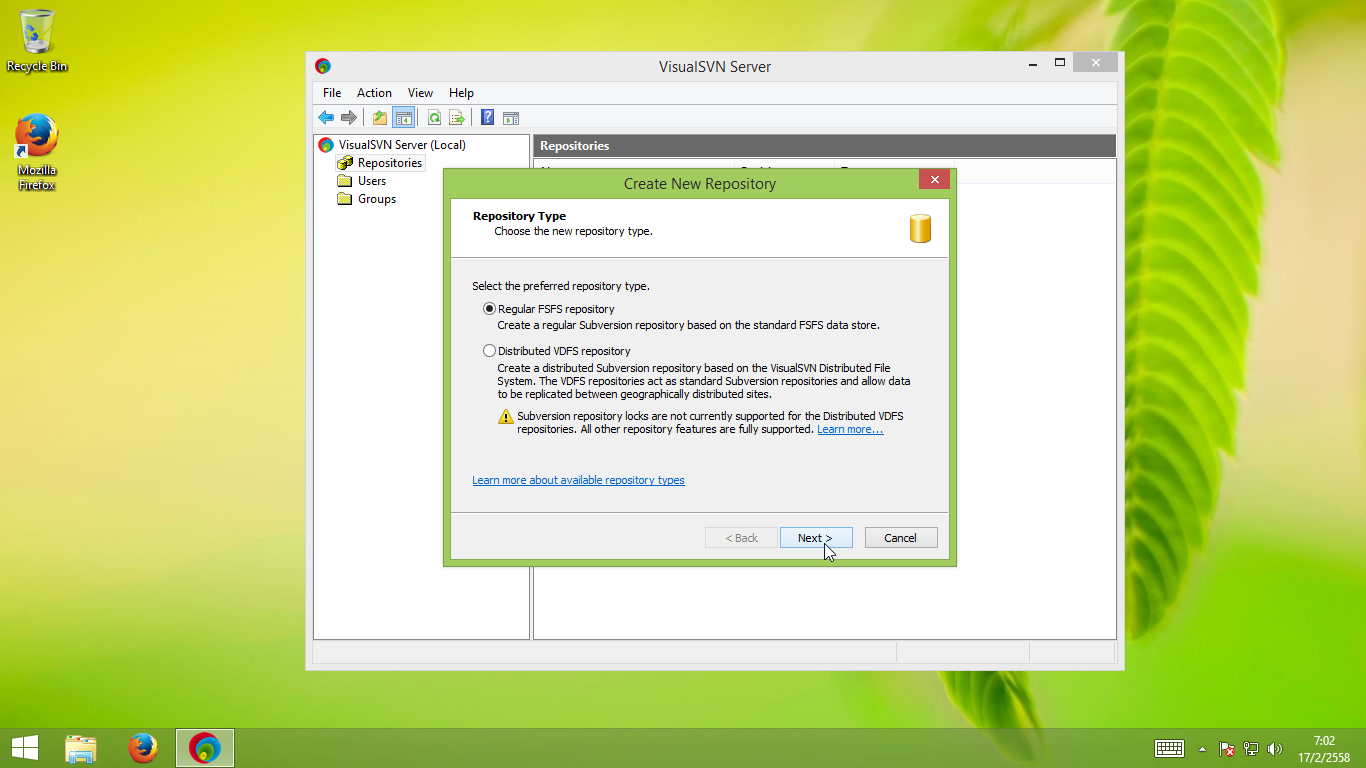 Recycle Bin
Mozilla
Firefox
VisualSVN Server
File Action View Help
VisualSVN Server (Local)
Repositories
Users
Groups
Repositories
Create New Repository
Repository Type
Choose the new repository type.
Select the preferred repository type.
Regular FSFS repository
Create a regular Subversion repository based on the standard FSFS data store.
Distributed VDFS repository
Create a distributed Subversion repository based on the VisualSVN Distributed File
System. The VDFS repositories act as standard Subversion repositories and allow data
to be replicated between geographically distributed sites.
Subversion repository locks are not currently supported for the Distributed VDFS
repositories. All other repository features are fully supported. Learn more...
Learn more about available repository types
< Back Next > Cancel
7:02
17/2/2558